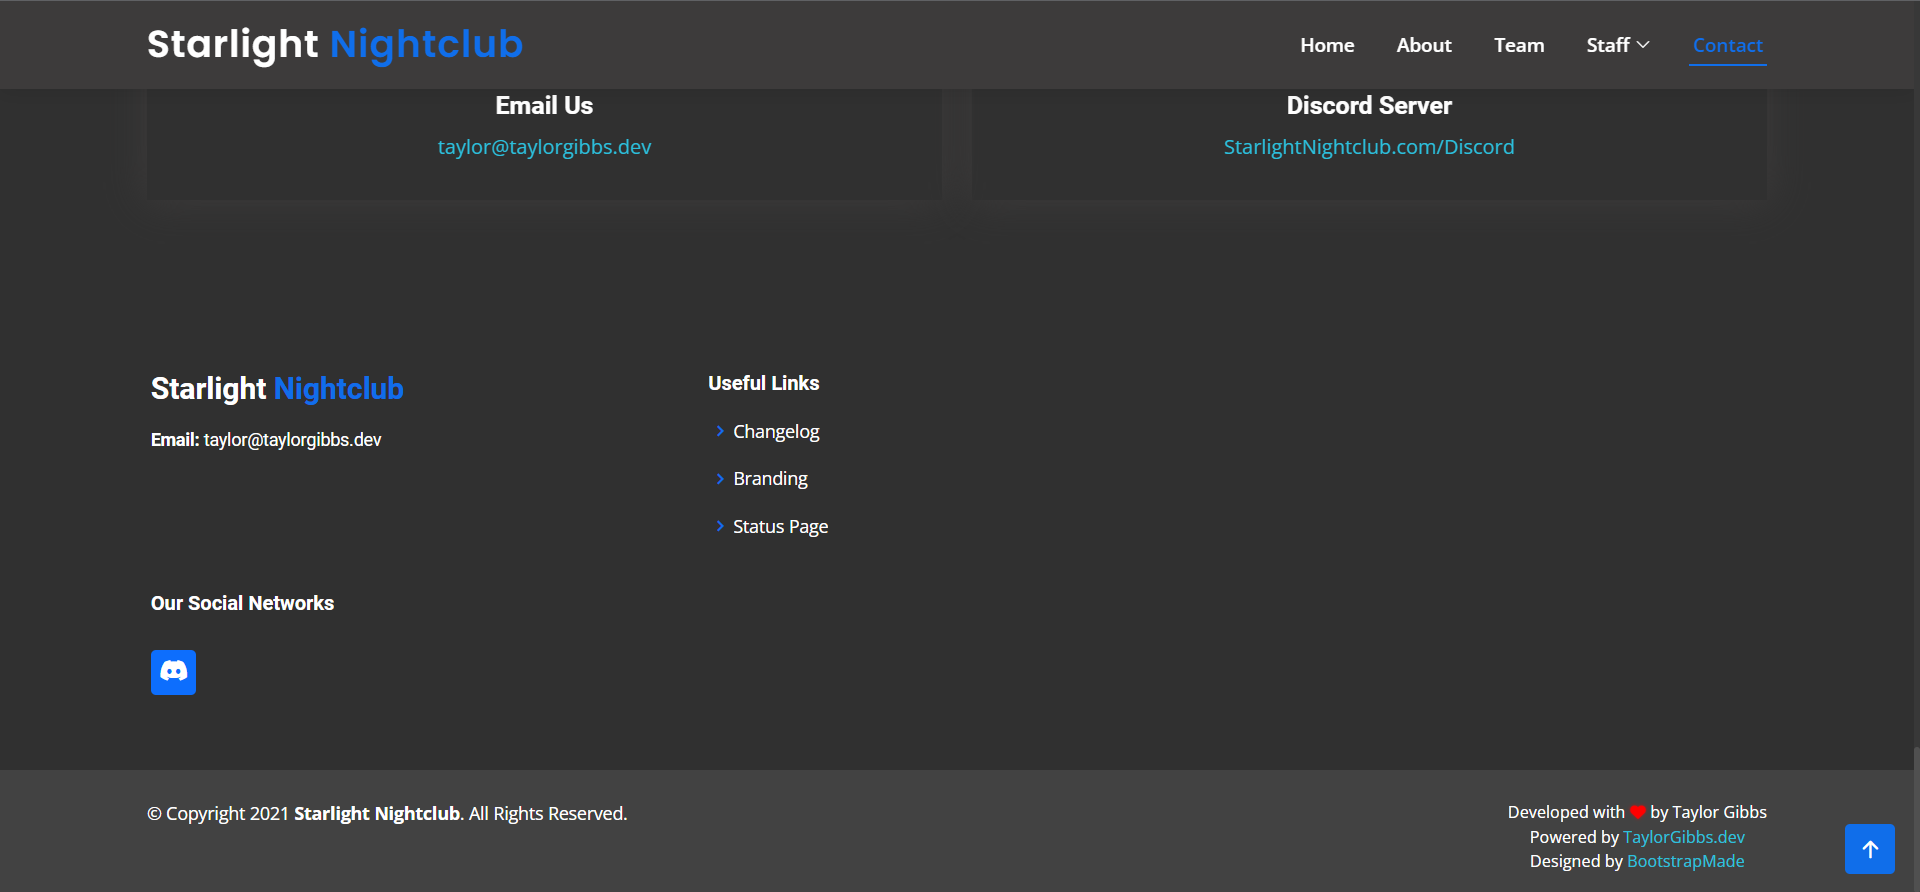 Starlight Nightclub
Home
About
Team
Staff
Contact
Email Us
taylor@taylorgibbs.dev
Discord Server
StarlightNightclub.com/Discord
Starlight Nightclub
Email: taylor@taylorgibbs.dev
Useful Links
Changelog
Branding
Status Page
Our Social Networks
© Copyright 2021 Starlight Nightclub. All Rights Reserved.
Developed with ❤ by Taylor Gibbs
Powered by TaylorGibbs.dev
Designed by BootstrapMade